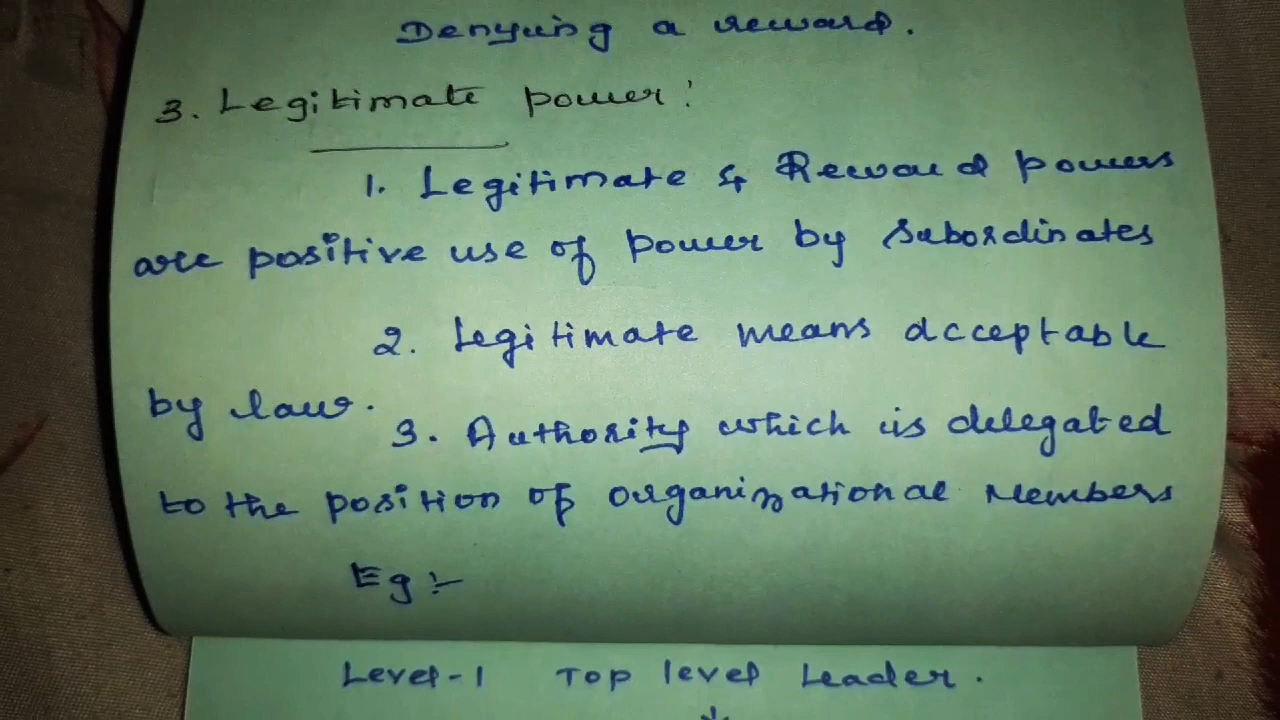 Denying a reward.
3. Legitimate power:
1. Legitimate & Reward powers
are positive use of power by subordinates
2. Legitimate means acceptable
by law.
3. Authority which is delegated
to the position of organizational Members
Eg :-
Level-1 Top level Leader.
↓